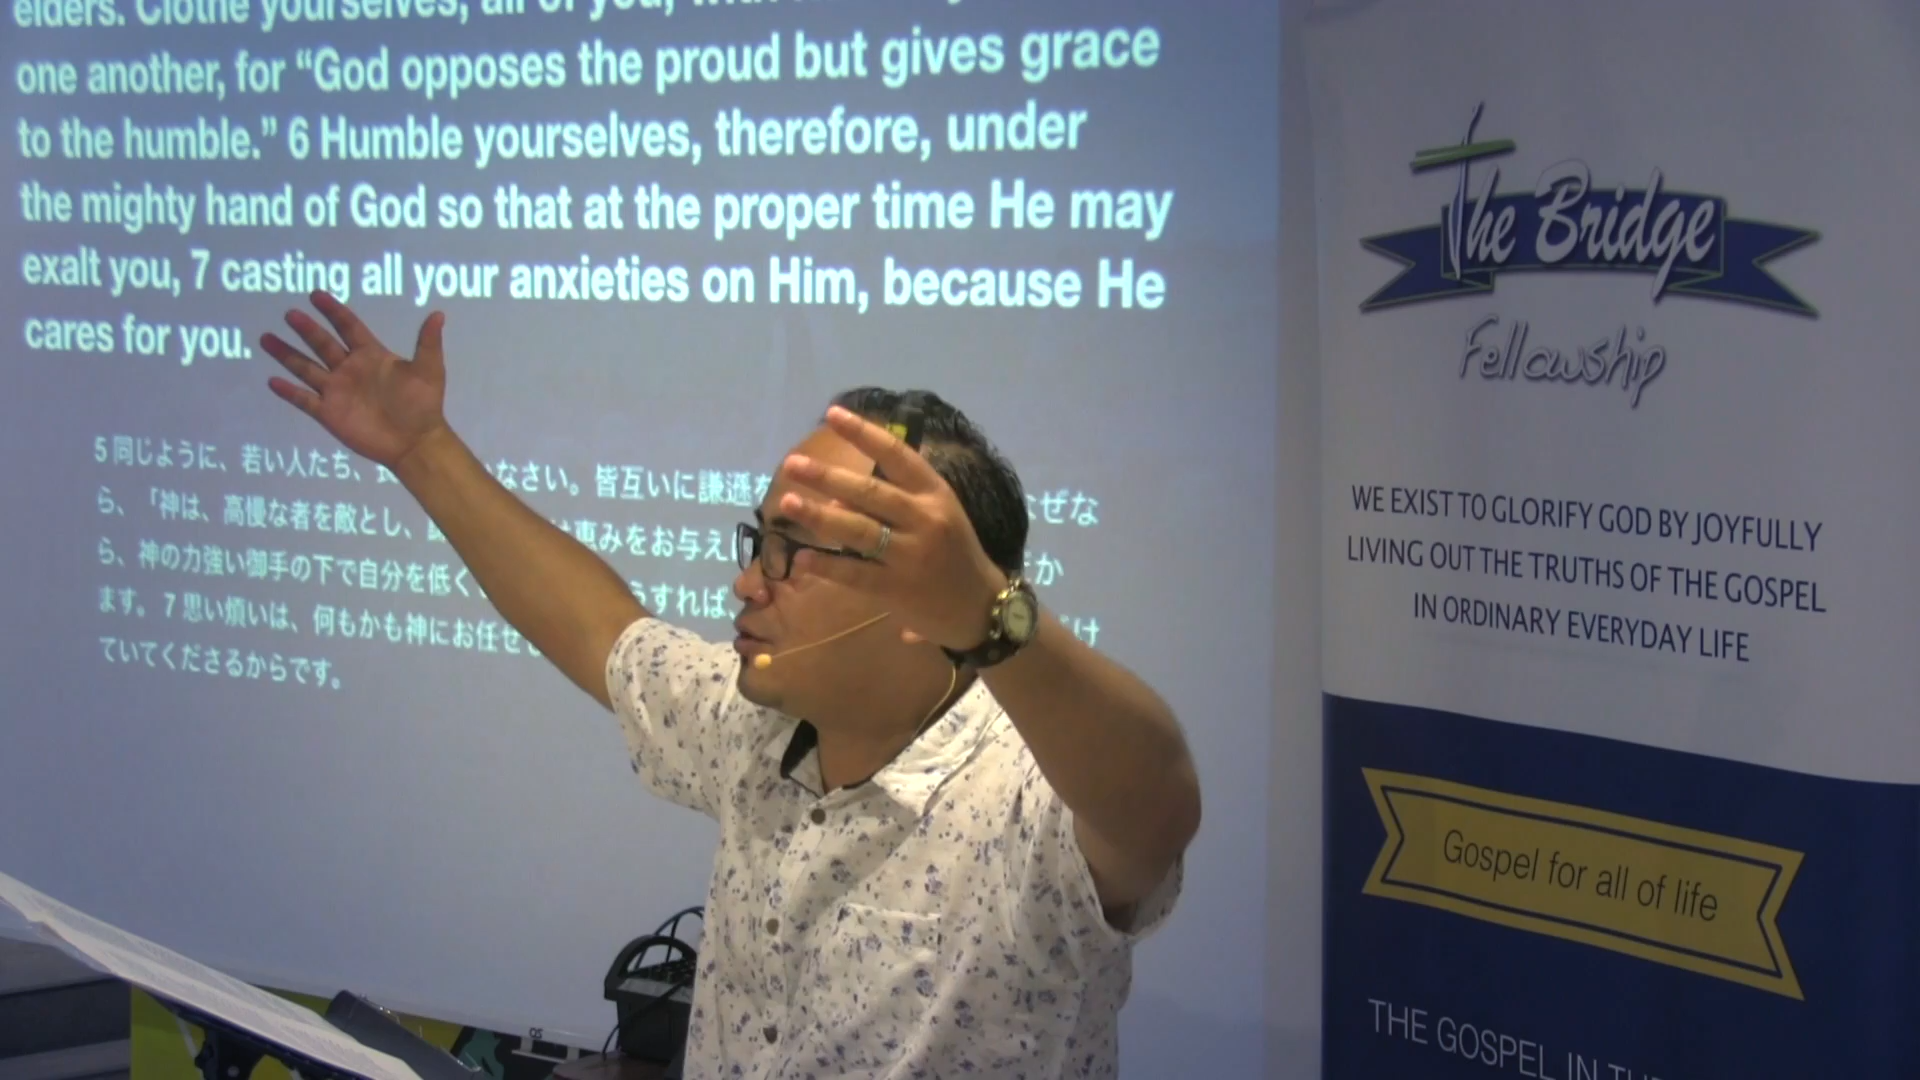 elders. Clothe yourselves, all of you, with
one another, for “God opposes the proud but gives grace
to the humble.” 6 Humble yourselves, therefore, under
the mighty hand of God so that at the proper time He may
exalt you, 7 casting all your anxieties on Him, because He
cares for you.
5 同じように、若い人たち、 なさい。皆互いに謙遜を なぜな
ら、「神は、高慢な者を敵とし、 は恵みをお与え
ら、神の力強い御手の下で自分を低く うすれば、 か
ます。7 思い煩いは、何もかも神にお任せ け
ていてくださるからです。
The Bridge
Fellowship
WE EXIST TO GLORIFY GOD BY JOYFULLY
LIVING OUT THE TRUTHS OF THE GOSPEL
IN ORDINARY EVERYDAY LIFE
Gospel for all of life
THE GOSPEL IN THE